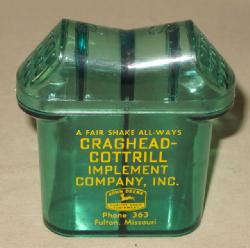 A FAIR SHAKE ALL-WAYS
CRAGHEAD-
COTTRILL
IMPLEMENT
COMPANY, INC.
JOHN DEERE
Phone 363
Fulton, Missouri